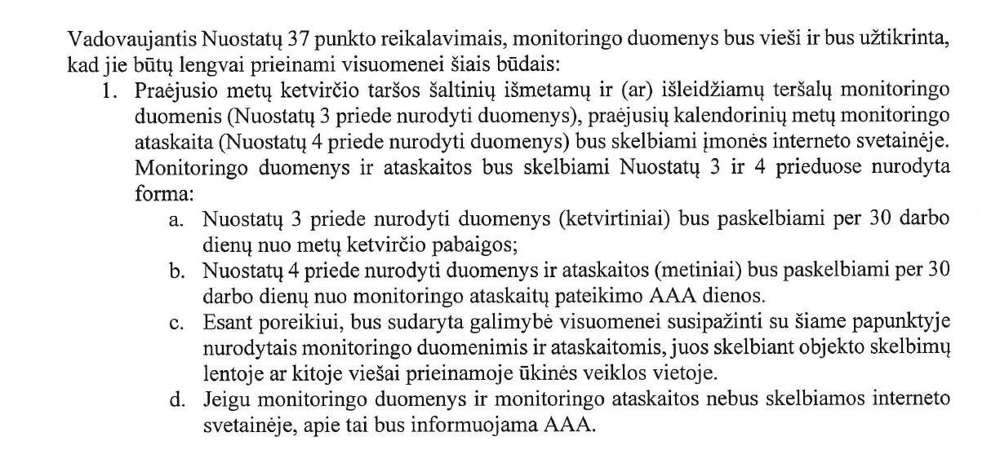 Vadovaujantis Nuostatų 37 punkto reikalavimais, monitoringo duomenys bus vieši ir bus užtikrinta,
kad jie būtų lengvai prieinami visuomenei šiais būdais:
1. Praėjusio metų ketvirčio taršos šaltinių išmetamų ir (ar) išleidžiamų teršalų monitoringo
duomenis (Nuostatų 3 priede nurodyti duomenys), praėjusių kalendorinių metų monitoringo
ataskaita (Nuostatų 4 priede nurodyti duomenys) bus skelbiami įmonės interneto svetainėje.
Monitoringo duomenys ir ataskaitos bus skelbiami Nuostatų 3 ir 4 prieduose nurodyta
forma:
a. Nuostatų 3 priede nurodyti duomenys (ketvirtiniai) bus paskelbiami per 30 darbo
dienų nuo metų ketvirčio pabaigos;
b. Nuostatų 4 priede nurodyti duomenys ir ataskaitos (metiniai) bus paskelbiami per 30
darbo dienų nuo monitoringo ataskaitų pateikimo AAA dienos.
c. Esant poreikiui, bus sudaryta galimybė visuomenei susipažinti su šiame papunktyje
nurodytais monitoringo duomenimis ir ataskaitomis, juos skelbiant objekto skelbimų
lentoje ar kitoje viešai prieinamoje ūkinės veiklos vietoje.
d. Jeigu monitoringo duomenys ir monitoringo ataskaitos nebus skelbiamos interneto
svetainėje, apie tai bus informuojama AAA.